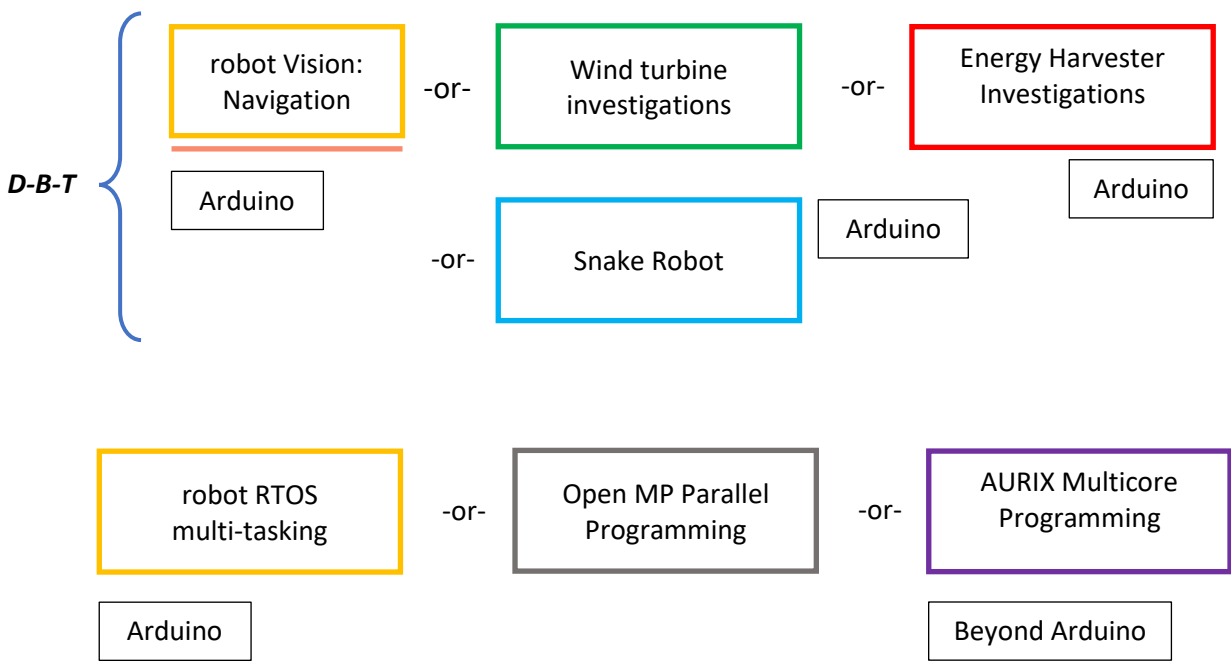 robot Vision:
Navigation
-or-
Wind turbine
investigations
-or-
Energy Harvester
Investigations
D-B-T
Arduino
Arduino
Arduino
-or-
Snake Robot
robot RTOS
multi-tasking
-or-
Open MP Parallel
Programming
-or-
AURIX Multicore
Programming
Arduino
Beyond Arduino